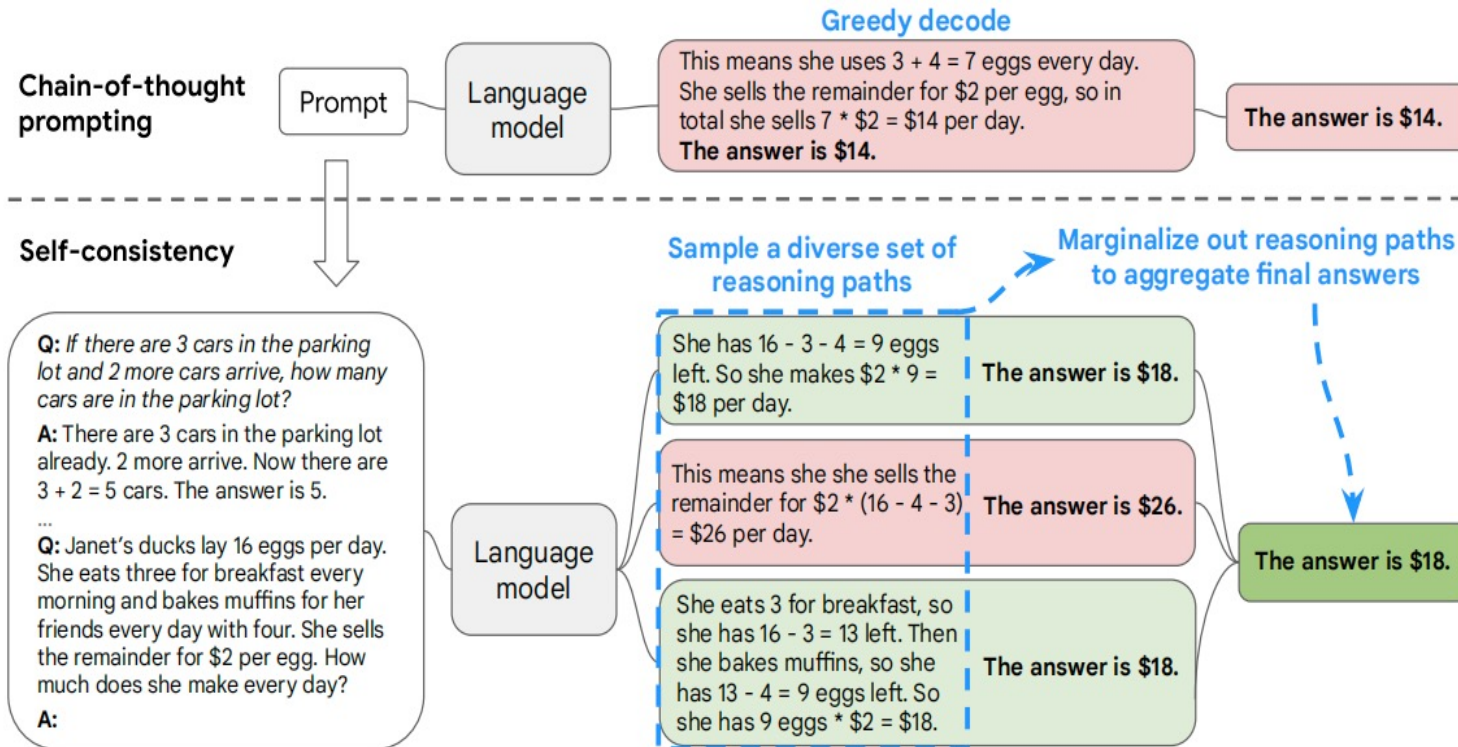 Greedy decode
Chain-of-thought
prompting
Prompt
Language
model
This means she uses 3 + 4 = 7 eggs every day.
She sells the remainder for $2 per egg, so in
total she sells 7 * $2 = $14 per day.
The answer is $14.
The answer is $14.
Self-consistency
Sample a diverse set of
reasoning paths
Marginalize out reasoning paths
to aggregate final answers
Q: If there are 3 cars in the parking
lot and 2 more cars arrive, how many
cars are in the parking lot?
A: There are 3 cars in the parking lot
already. 2 more arrive. Now there are
3 + 2 = 5 cars. The answer is 5.
...
Q: Janet's ducks lay 16 eggs per day.
She eats three for breakfast every
morning and bakes muffins for her
friends every day with four. She sells
the remainder for $2 per egg. How
much does she make every day?
A:
Language
model
She has 16 - 3 - 4 = 9 eggs
left. So she makes $2 * 9 =
$18 per day.
The answer is $18.
This means she she sells the
remainder for $2 * (16 - 4 - 3)
= $26 per day.
The answer is $26.
She eats 3 for breakfast, so
she has 16 - 3 = 13 left. Then
she bakes muffins, so she
has 13 - 4 = 9 eggs left. So
she has 9 eggs * $2 = $18.
The answer is $18.
The answer is $18.